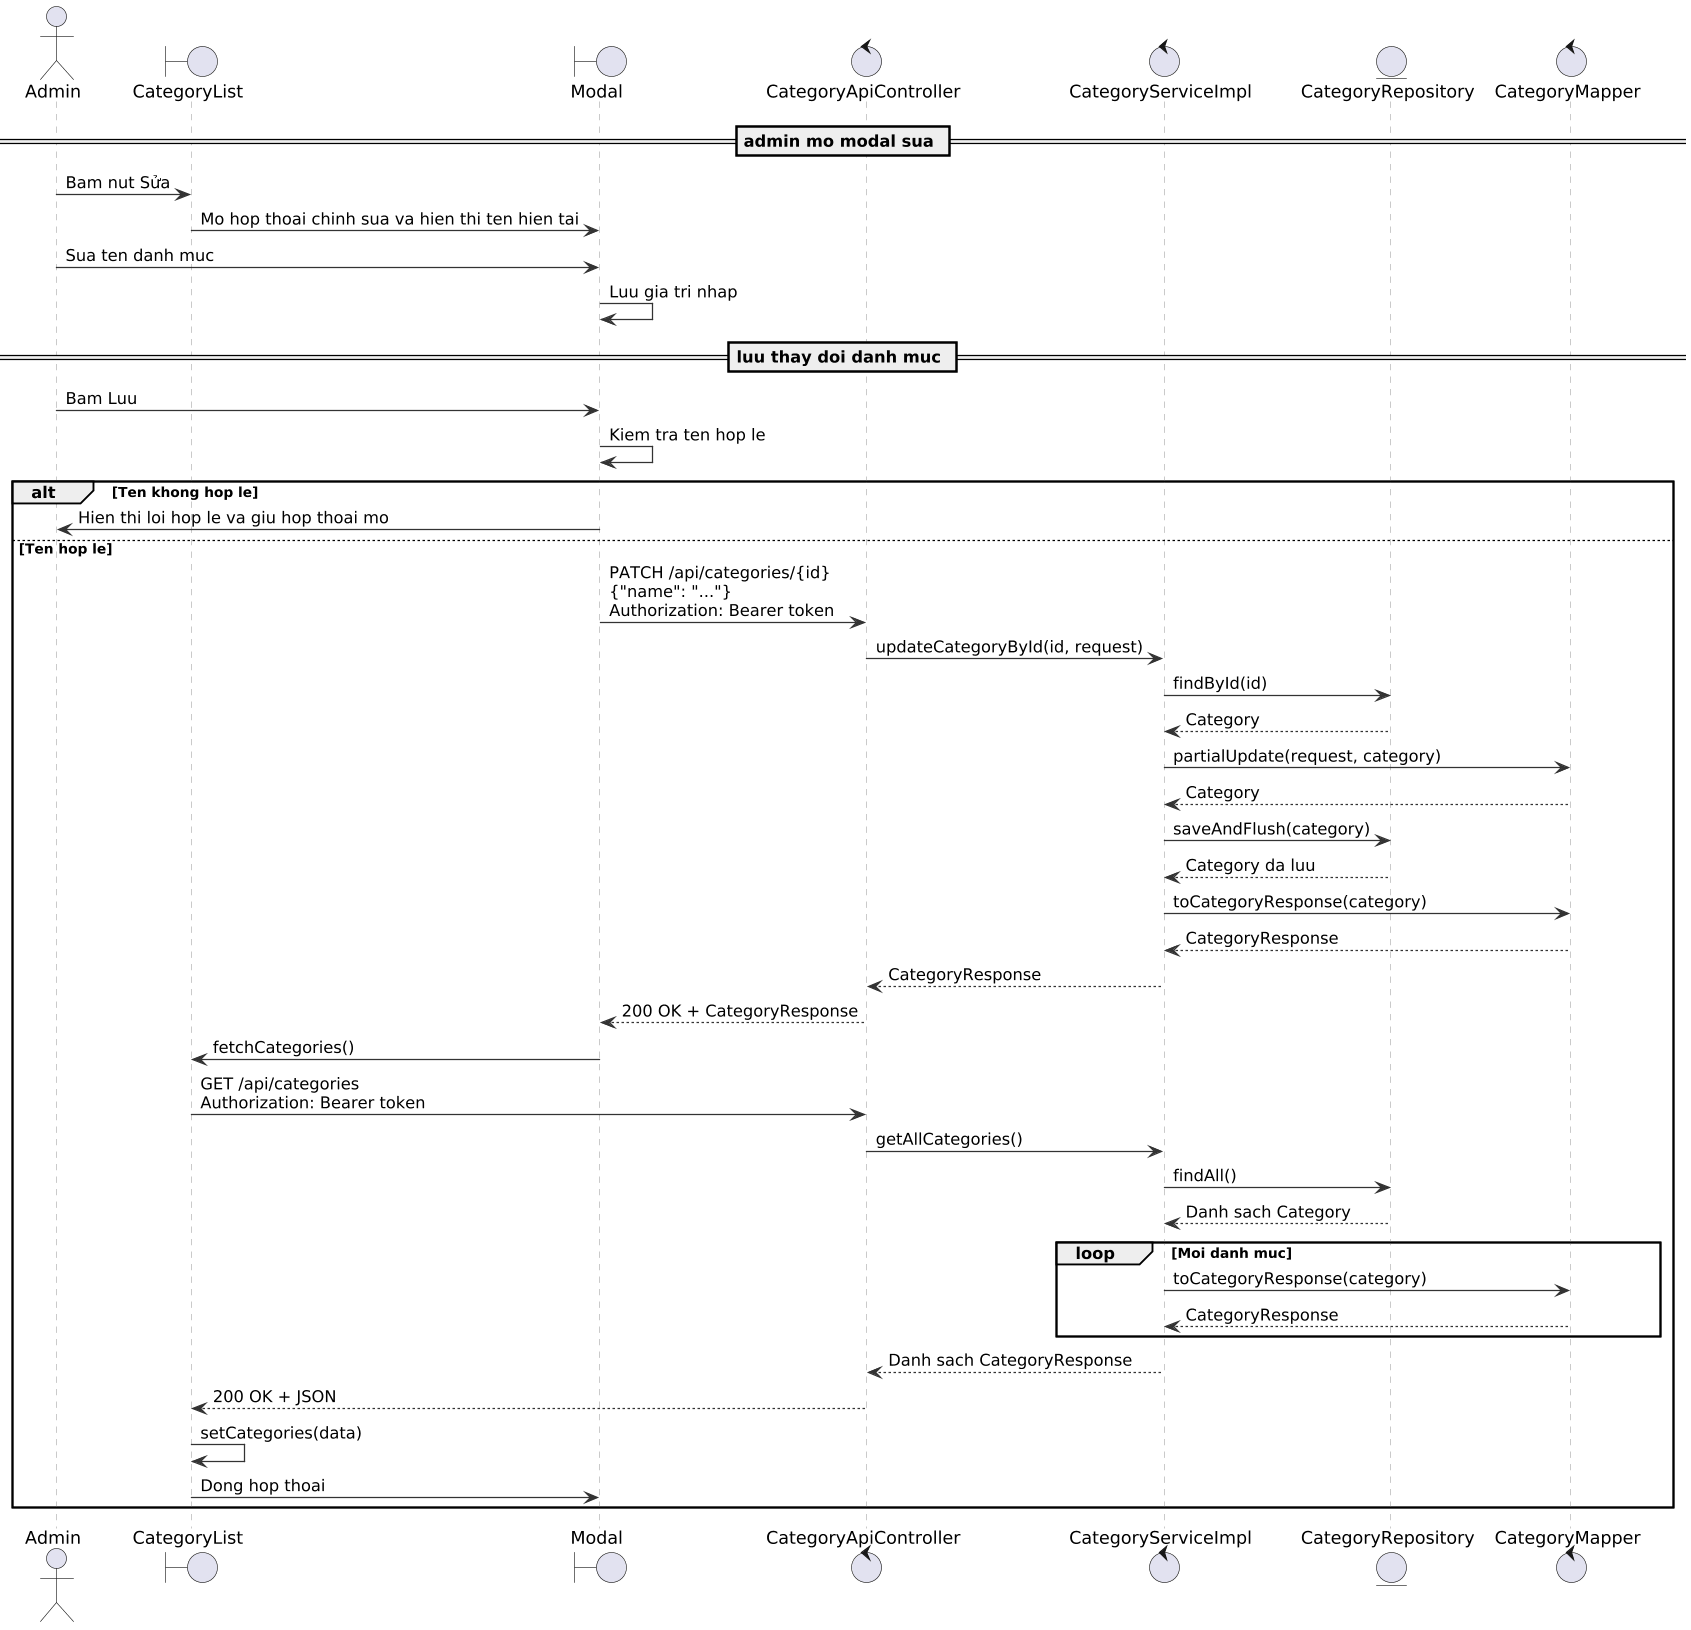 Admin
CategoryList
Modal
CategoryApiController
CategoryServiceImpl
CategoryRepository
CategoryMapper
admin mo modal sua
Bam nut Sửa
Mo hop thoai chinh sua va hien thi ten hien tai
Sua ten danh muc
Luu gia tri nhap
luu thay doi danh muc
Bam Luu
Kiem tra ten hop le
alt [Ten khong hop le]
Hien thi loi hop le va giu hop thoai mo
[Ten hop le]
PATCH /api/categories/{id}
{"name": "..."}
Authorization: Bearer token
updateCategoryById(id, request)
findById(id)
Category
partialUpdate(request, category)
Category
saveAndFlush(category)
Category da luu
toCategoryResponse(category)
CategoryResponse
CategoryResponse
200 OK + CategoryResponse
fetchCategories()
GET /api/categories
Authorization: Bearer token
getAllCategories()
findAll()
Danh sach Category
loop [Moi danh muc]
toCategoryResponse(category)
CategoryResponse
Danh sach CategoryResponse
200 OK + JSON
setCategories(data)
Dong hop thoai
Admin
CategoryList
Modal
CategoryApiController
CategoryServiceImpl
CategoryRepository
CategoryMapper